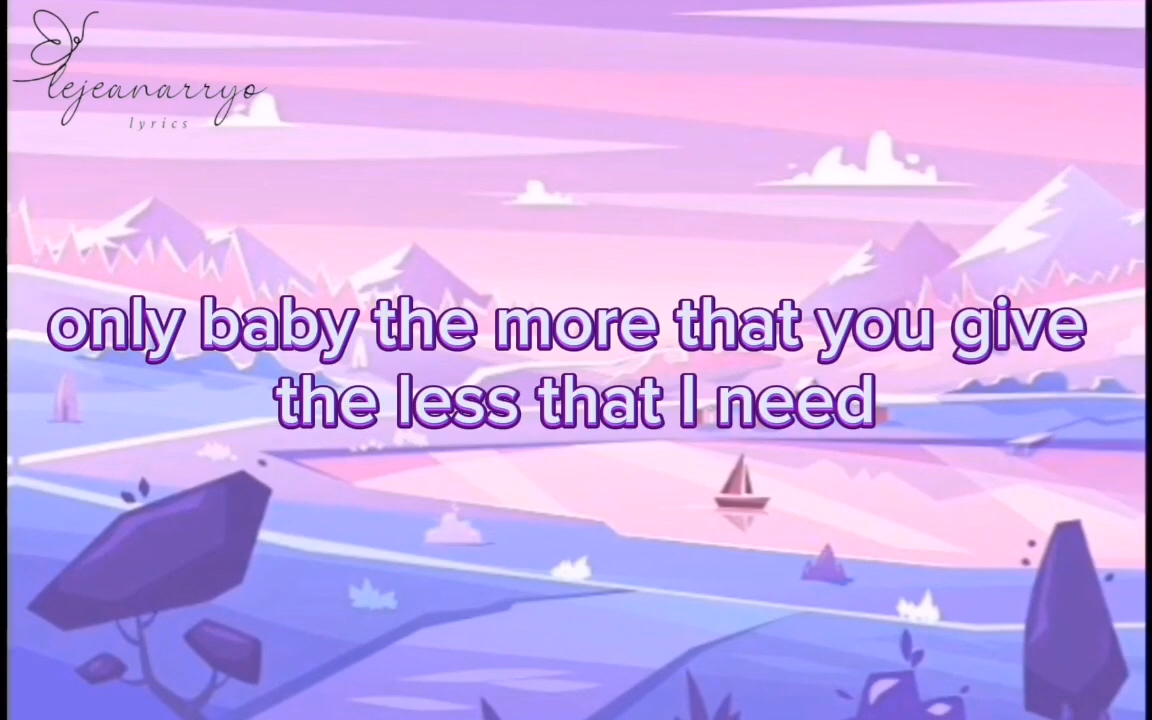 lejeanarryo
lyrics
only baby the more that you give
the less that I need